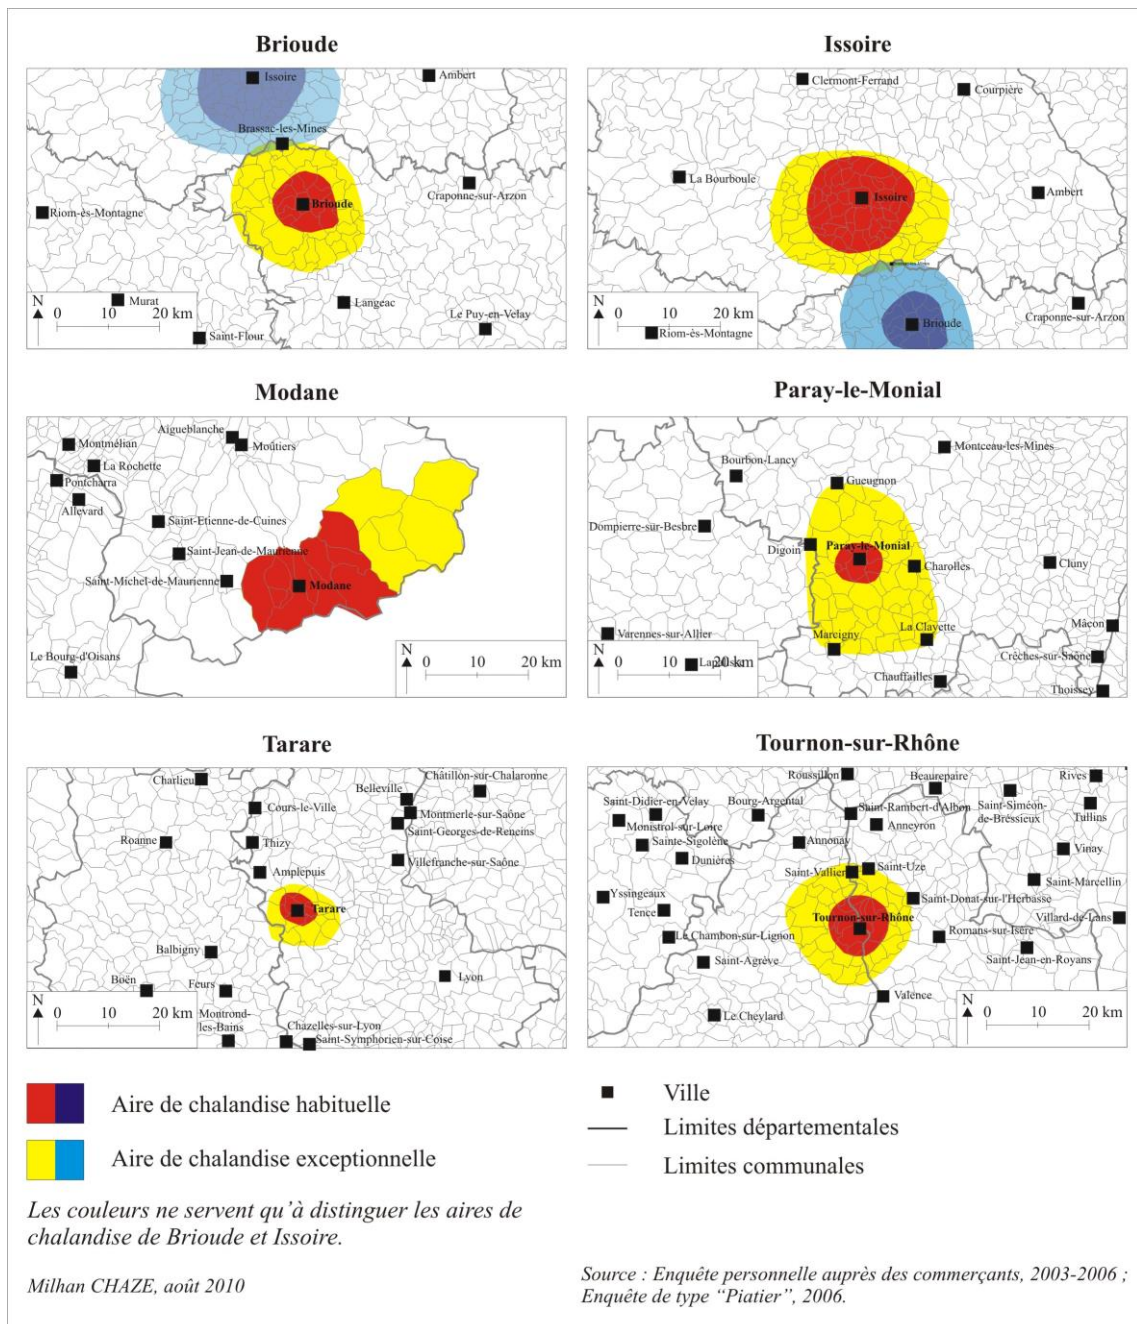 Brioude
Issoire
Ambert
Brassac-les-Mines
Craponne-sur-Arzon
Brioude
Riom-ès-Montagne
N
0 10 20 km
Murat
Langeac
Le Puy-en-Velay
Saint-Flour
Issoire
Clermont-Ferrand
Courpière
La Bourboule
Issoire
Ambert
N
0 10 20 km
Brioude
Craponne-sur-Arzon
Riom-ès-Montagne
Modane
Aigueblanche
Montmélian
Moûtiers
La Rochette
Pontcharra
Allevard
Saint-Etienne-de-Cuines
Saint-Jean-de-Maurienne
Saint-Michel-de-Maurienne
Modane
Le Bourg-d'Oisans
N
0 10 20 km
Paray-le-Monial
Montceau-les-Mines
Bourbon-Lancy
Gueugnon
Dompierre-sur-Besbre
Digoin
Paray-le-Monial
Charolles
Cluny
La Clayette
Mâcon
Varennes-sur-Allier
Marcigny
Crêches-sur-Saône
N
0 10 20 km
Chauffailles
Thoissey
Tarare
Charlieu
Châtillon-sur-Chalaronne
Belleville
Cours-le-Ville
Montmerle-sur-Saône
Saint-Georges-de-Reneins
Roanne
Thizy
Villefranche-sur-Saône
Amplepuis
Tarare
Balbigny
Lyon
Boën
Feurs
N
0 10 20 km
Montrond-
les-Bains
Chazelles-sur-Lyon
Saint-Symphorien-sur-Coise
Tournon-sur-Rhône
Roussillon
Beaurepaire
Rives
Saint-Didier-en-Velay
Bourg-Argental
Saint-Rambert-d'Albon
Saint-Siméon-
de-Bressieux
Tullins
Monistrol-sur-Loire
Anneyron
Sainte-Sigolène
Annonay
Vinay
Dunières
Saint-Vallier
Saint-Uze
Saint-Marcellin
Yssingeaux
Saint-Donat-sur-l'Herbasse
Tence
Tournon-sur-Rhône
Villard-de-Lans
Le Chambon-sur-Lignon
Romans-sur-Isère
Saint-Agrève
Saint-Jean-en-Royans
Valence
Le Cheylard
N
0 10 20 km
Aire de chalandise habituelle
Aire de chalandise exceptionnelle
Les couleurs ne servent qu'à distinguer les aires de
chalandise de Brioude et Issoire.
Milhan CHAZE, août 2010
Ville
Limites départementales
Limites communales
Source : Enquête personnelle auprès des commerçants, 2003-2006 ;
Enquête de type "Piatier", 2006.